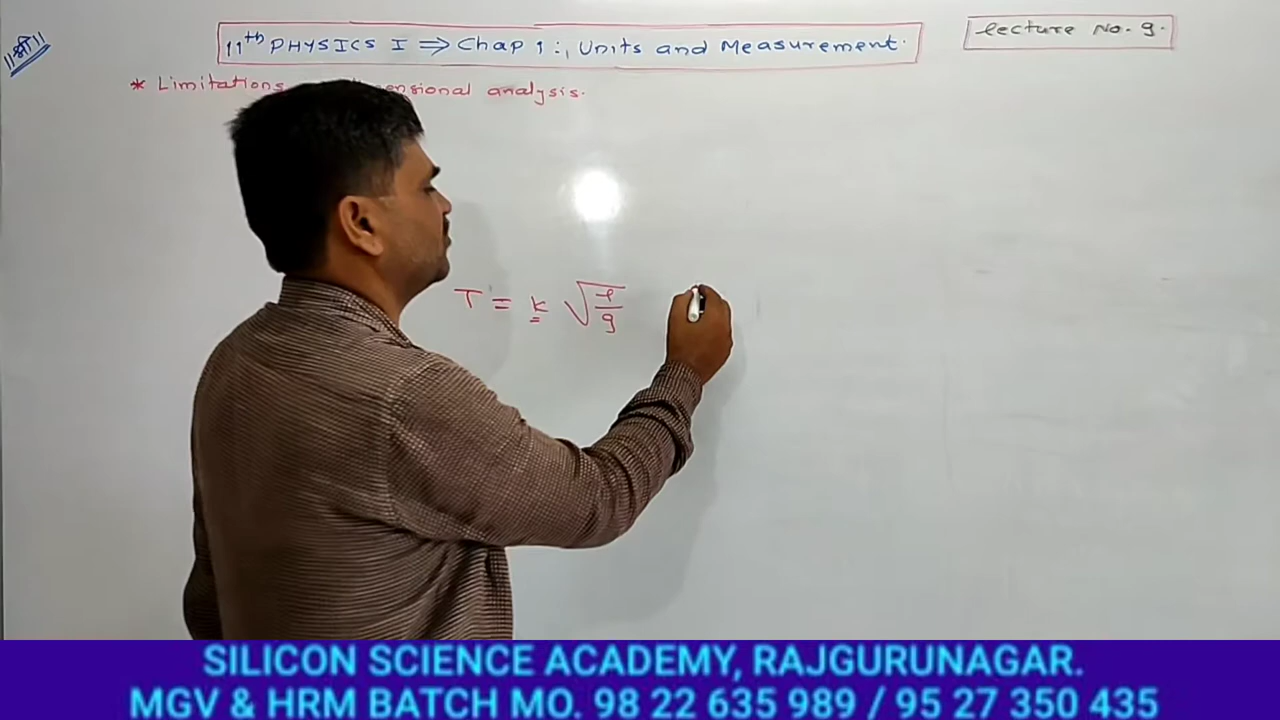 ॥श्री॥
11th PHYSICS I ⇒ Chap 1 :, Units and Measurement.
Lecture No. 9.
* Limitations ensional analysis.
T = k √l/g
SILICON SCIENCE ACADEMY, RAJGURUNAGAR.
MGV & HRM BATCH MO. 98 22 635 989 / 95 27 350 435